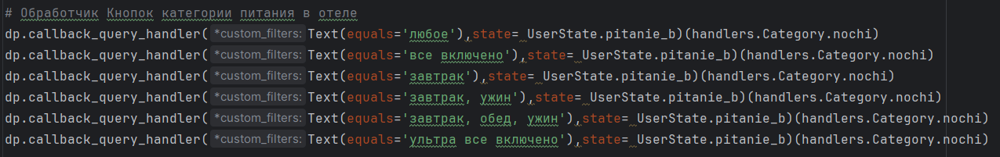 # Обработчик Кнопок категории питания в отеле
dp.callback_query_handler( *custom_filters: Text(equals='любое'),state= UserState.pitanie_b)(handlers.Category.nochi)
dp.callback_query_handler( *custom_filters: Text(equals='все включено'),state= UserState.pitanie_b)(handlers.Category.nochi)
dp.callback_query_handler( *custom_filters: Text(equals='завтрак'),state= UserState.pitanie_b)(handlers.Category.nochi)
dp.callback_query_handler( *custom_filters: Text(equals='завтрак, ужин'),state= UserState.pitanie_b)(handlers.Category.nochi)
dp.callback_query_handler( *custom_filters: Text(equals='завтрак, обед, ужин'),state= UserState.pitanie_b)(handlers.Category.nochi)
dp.callback_query_handler( *custom_filters: Text(equals='ультра все включено'),state= UserState.pitanie_b)(handlers.Category.nochi)